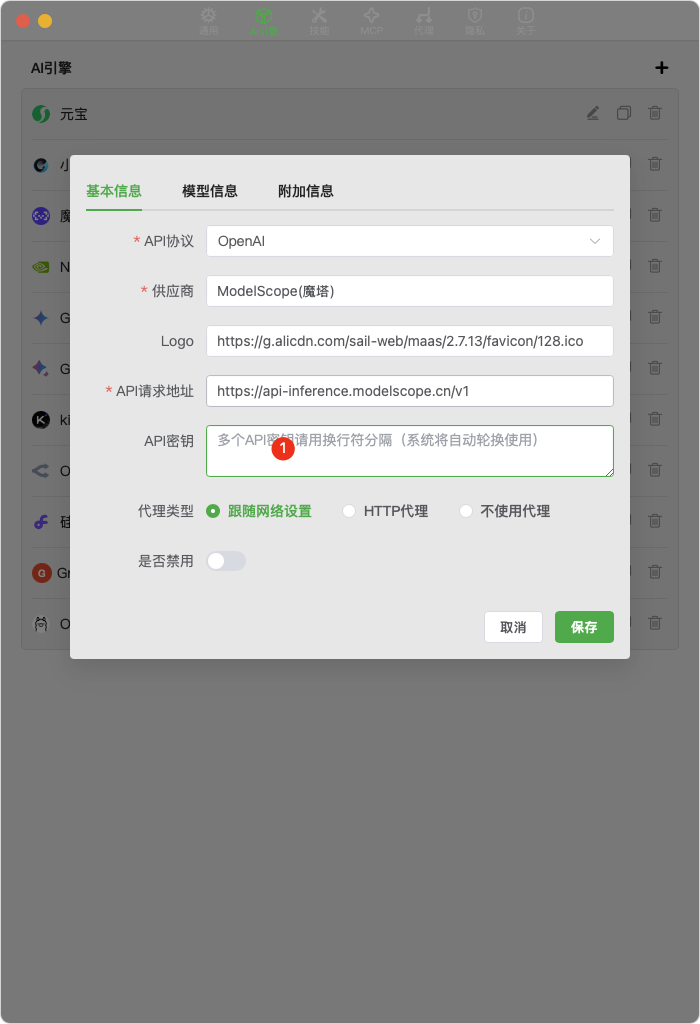 通用
技能
MCP
代理
隐私
关于
AI引擎
元宝
小
魔
N
G
G
ki
O
硅
Gr
O
基本信息
模型信息
附加信息
* API协议
OpenAI
* 供应商
ModelScope(魔塔)
Logo
https://g.alicdn.com/sail-web/maas/2.7.13/favicon/128.ico
* API请求地址
https://api-inference.modelscope.cn/v1
API密钥
多个API密钥请用换行符分隔（系统将自动轮换使用）
1
代理类型
跟随网络设置
HTTP代理
不使用代理
是否禁用
取消
保存